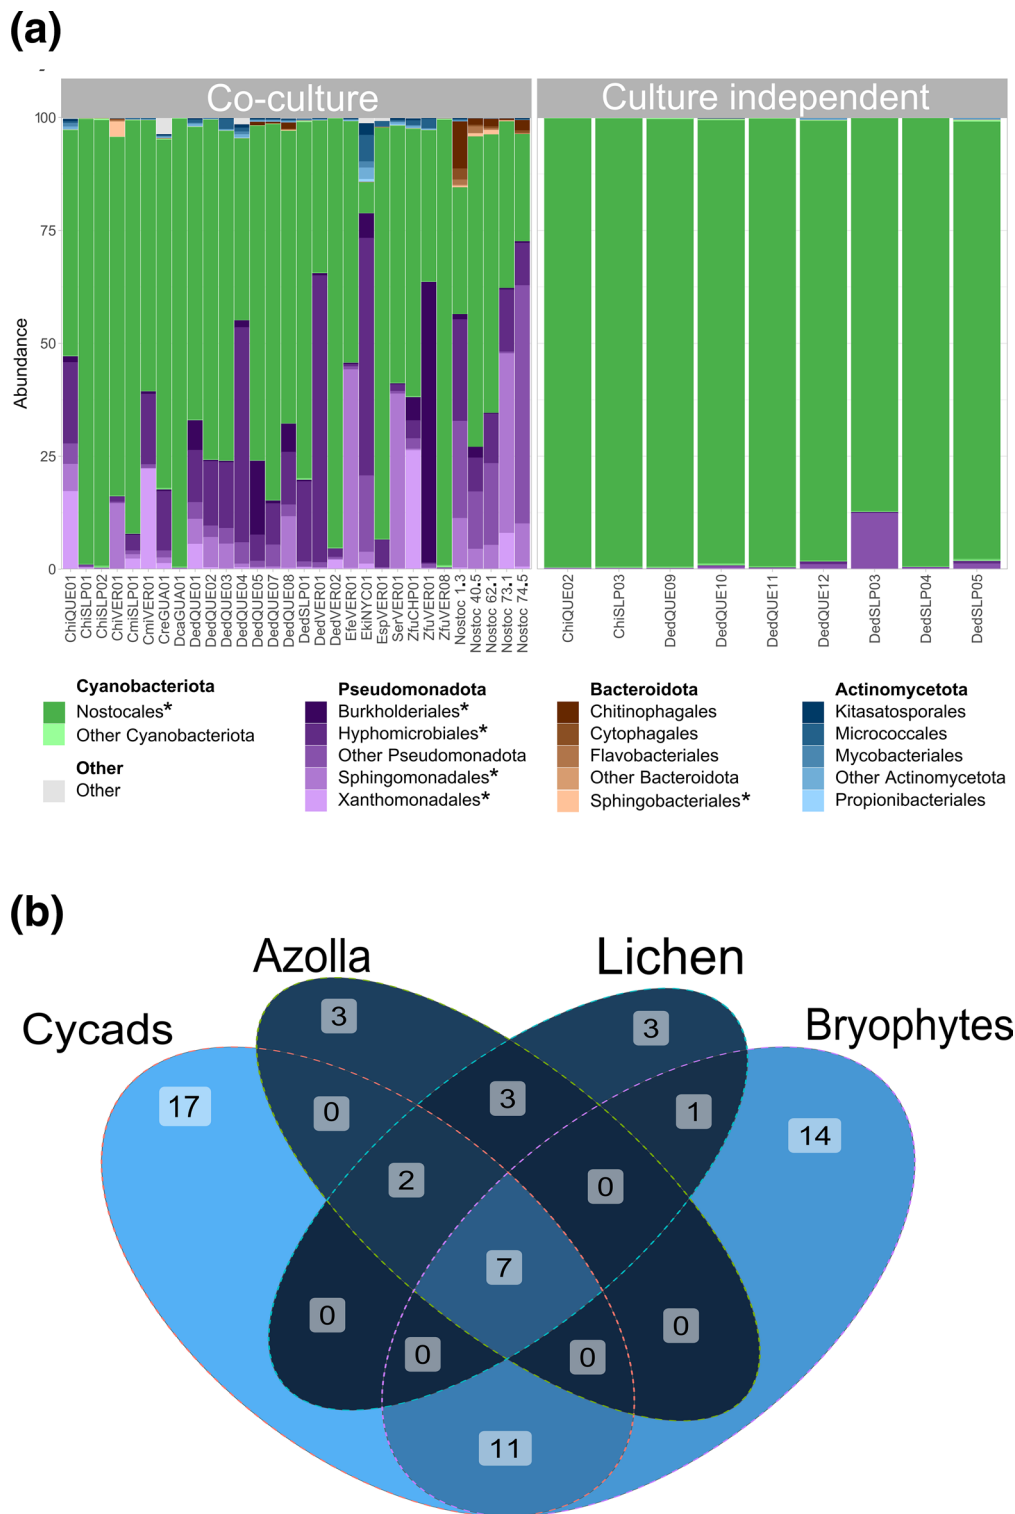 (a)
Co-culture
Culture independent
Abundance
100
75
50
25
0
ChiQUE01
ChiSLP01
ChiSLP02
ChiVER01
CmiSLP01
CmiVER01
CreGUA01
DcaGUA01
DedQUE01
DedQUE02
DedQUE03
DedQUE04
DedQUE05
DedQUE07
DedQUE08
DedSLP01
DedVER01
DedVER02
EfeVER01
EkiNYC01
EspVER01
SerVER01
ZfuCHP01
ZfuVER01
ZfuVER08
Nostoc 1.3
Nostoc 40.5
Nostoc 62.1
Nostoc 73.1
Nostoc 74.5
ChiQUE02
ChiSLP03
DedQUE09
DedQUE10
DedQUE11
DedQUE12
DedSLP03
DedSLP04
DedSLP05
Cyanobacteriota
Nostocales*
Other Cyanobacteriota
Other
Other
Pseudomonadota
Burkholderiales*
Hyphomicrobiales*
Other Pseudomonadota
Sphingomonadales*
Xanthomonadales*
Bacteroidota
Chitinophagales
Cytophagales
Flavobacteriales
Other Bacteroidota
Sphingobacteriales*
Actinomycetota
Kitasatosporales
Micrococcales
Mycobacteriales
Other Actinomycetota
Propionibacteriales
(b)
Azolla
Lichen
Cycads
Bryophytes
3
3
17
0
3
1
14
2
0
7
0
0
0
0
11